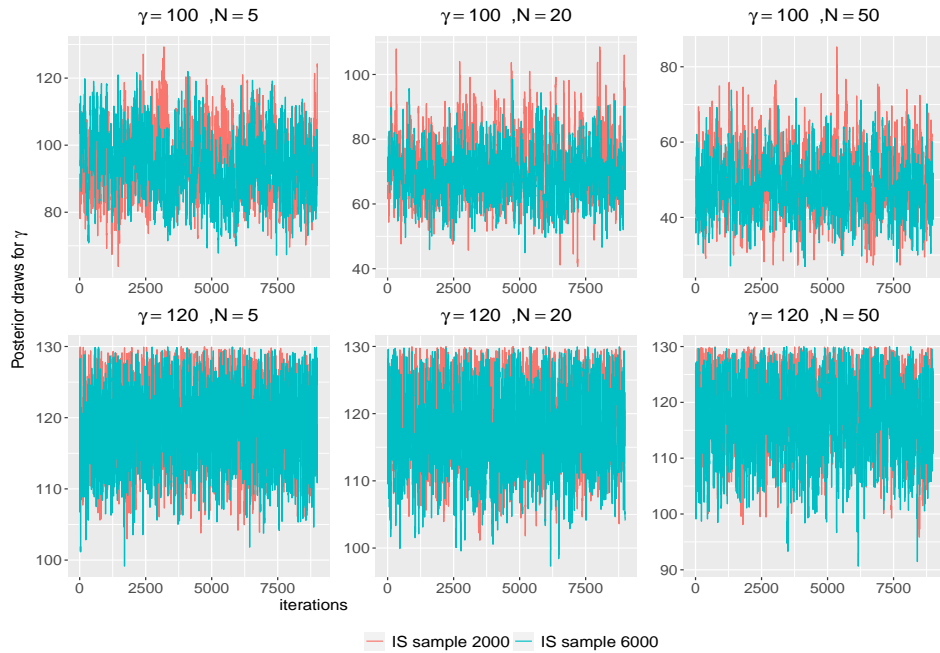 γ = 100 ,N = 5
γ = 100 ,N = 20
γ = 100 ,N = 50
120
100
80
0 2500 5000 7500
100
80
60
40
0 2500 5000 7500
80
60
40
0 2500 5000 7500
Posterior draws for γ
γ = 120 ,N = 5
γ = 120 ,N = 20
γ = 120 ,N = 50
130
120
110
100
0 2500 5000 7500
130
120
110
100
0 2500 5000 7500
130
120
110
100
90
0 2500 5000 7500
iterations
IS sample 2000 IS sample 6000